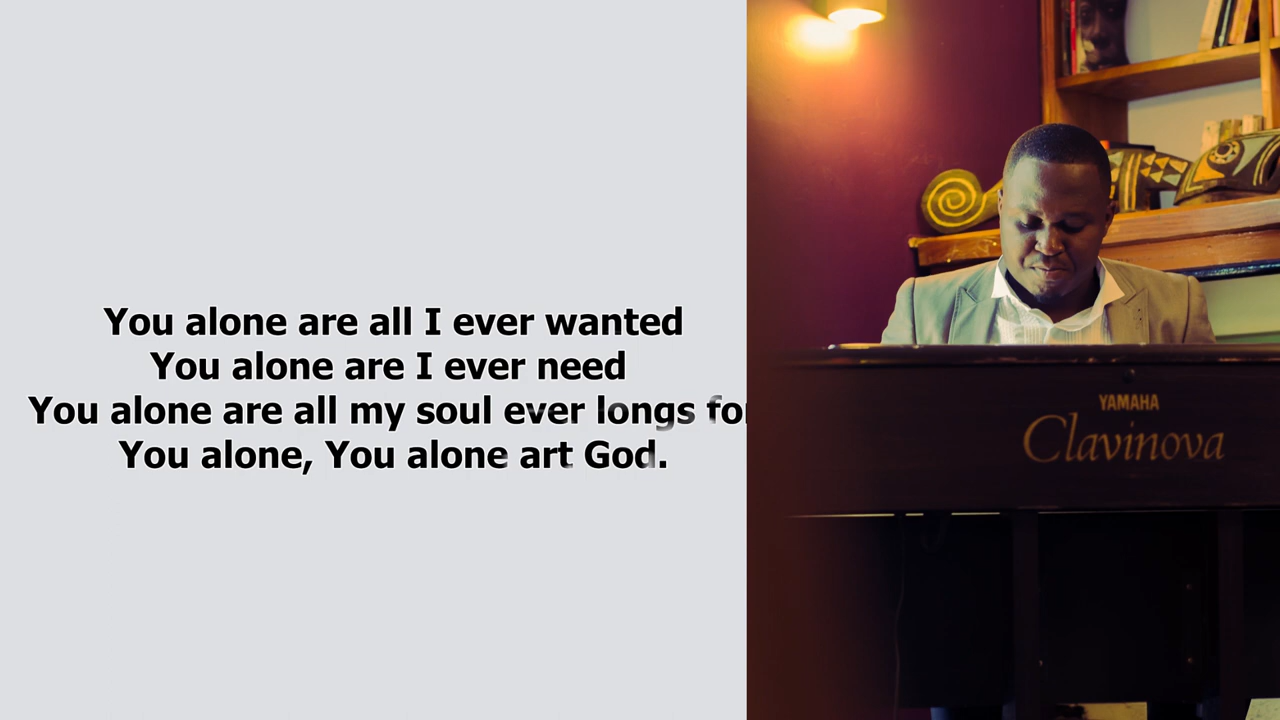 You alone are all I ever wanted
You alone are I ever need
You alone are all my soul ever longs for
You alone, You alone art God.
YAMAHA
Clavinova